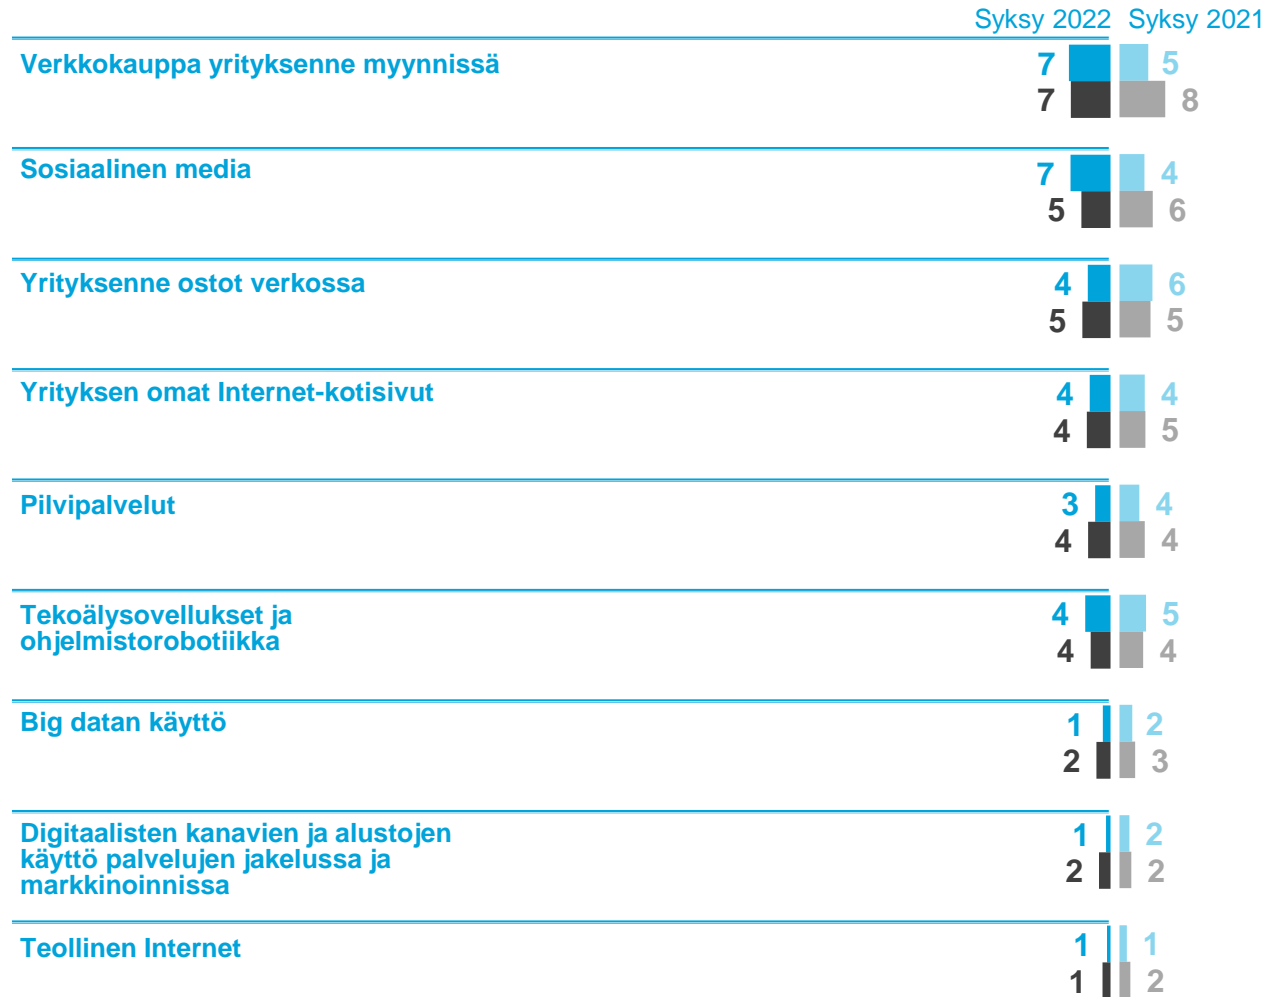 Syksy 2022 Syksy 2021
Verkkokauppa yrityksenne myynnissä 7 5
7 8
Sosiaalinen media 7 4
5 6
Yrityksenne ostot verkossa 4 6
5 5
Yrityksen omat Internet-kotisivut 4 4
4 5
Pilvipalvelut 3 4
4 4
Tekoälysovellukset ja 4 5
ohjelmistorobotiikka 4 4
Big datan käyttö 1 2
2 3
Digitaalisten kanavien ja alustojen 1 2
käyttö palvelujen jakelussa ja 2 2
markkinoinnissa
Teollinen Internet 1 1
1 2